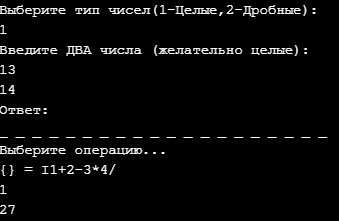 Выберите тип чисел(1-Целые,2-Дробные):
1
Введите ДВА числа (желательно целые):
13
14
Ответ:
_ _ _ _ _ _ _ _ _ _ _ _ _ _ _ _ _ _ _ _ _
Выберите операцию...
{} = I1+2-3*4/
1
27